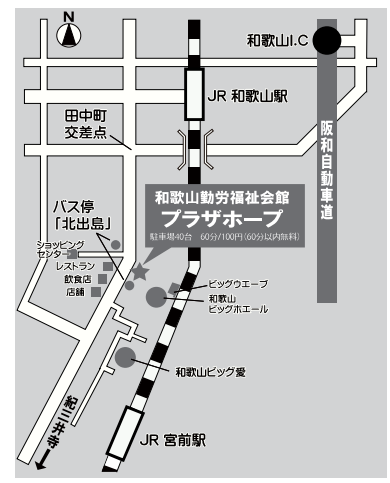 N
和歌山I.C
JR 和歌山駅
田中町
交差点
阪和自動車道
和歌山勤労福祉会館
プラザホープ
駐車場40台 60分/100円(60分以内無料)
バス停
「北出島」
ショッピング
センター
レストラン
飲食店
店舗
ビッグウエーブ
和歌山
ビッグホエール
和歌山ビッグ愛
紀三井寺
JR 宮前駅